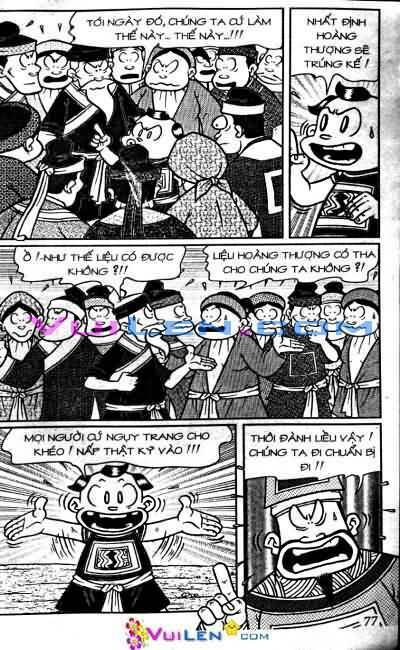 TỚI NGÀY ĐÓ, CHÚNG TA CỨ LÀM
THẾ NÀY... THẾ NÀY...!!!
NHẤT ĐỊNH
HOÀNG
THƯỢNG SẼ
TRÚNG KẾ!
Ồ!-NHƯ THẾ LIỆU CÓ ĐƯỢC
KHÔNG?!!
LIỆU HOÀNG THƯỢNG CÓ THA
CHO CHÚNG TA KHÔNG?!
VUILEN.COM
MỌI NGƯỜI CỨ NGỤY TRANG CHO
KHÉO! NẤP THẬT KỸ VÀO!!!
THÔI ĐÀNH LIỀU VẬY!
CHÚNG TA ĐI CHUẨN BỊ
ĐI!!
77
VUILEN.COM